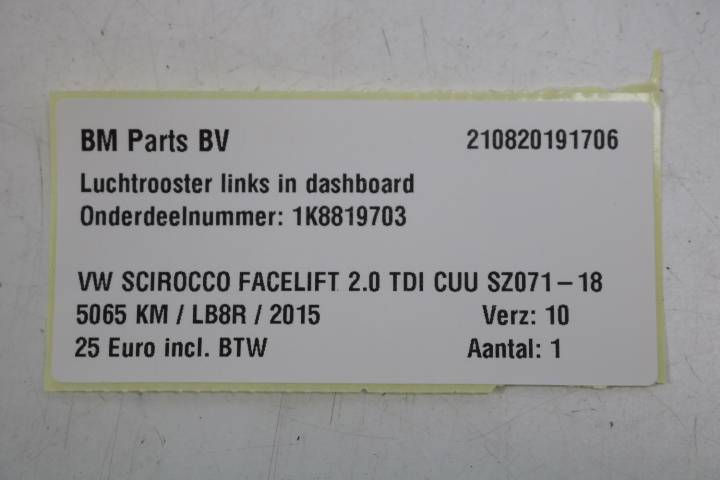 BM Parts BV 210820191706
Luchtrooster links in dashboard
Onderdeelnummer: 1K8819703
VW SCIROCCO FACELIFT 2.0 TDI CUU SZ071-18
5065 KM / LB8R / 2015 Verz: 10
25 Euro incl. BTW Aantal: 1